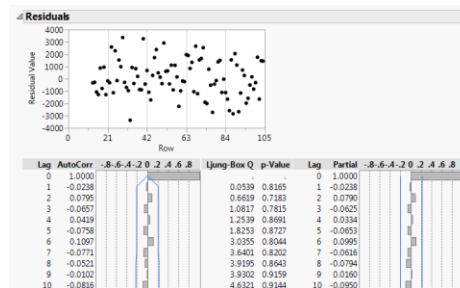 Residuals
4000
3000
2000
1000
0
-1000
-2000
-3000
-4000
Residual Value
0 21 42 63 84 105
Row
Lag AutoCorr -.8-.6-.4-.2 0 .2 .4 .6 .8 Ljung-Box Q p-Value Lag Partial -.8-.6-.4-.2 0 .2 .4 .6 .8
0 1.0000 . . 0 1.0000
1 -0.0238 0.0539 0.8165 1 -0.0238
2 0.0795 0.6619 0.7183 2 0.0790
3 -0.0657 1.0817 0.7815 3 -0.0625
4 0.0419 1.2539 0.8691 4 0.0334
5 -0.0758 1.8253 0.8727 5 -0.0653
6 0.1097 3.0355 0.8044 6 0.0995
7 -0.0771 3.6401 0.8202 7 -0.0616
8 -0.0521 3.9195 0.8643 8 -0.0794
9 -0.0102 3.9302 0.9159 9 0.0160
10 -0.0816 4.6321 0.9144 10 -0.0950